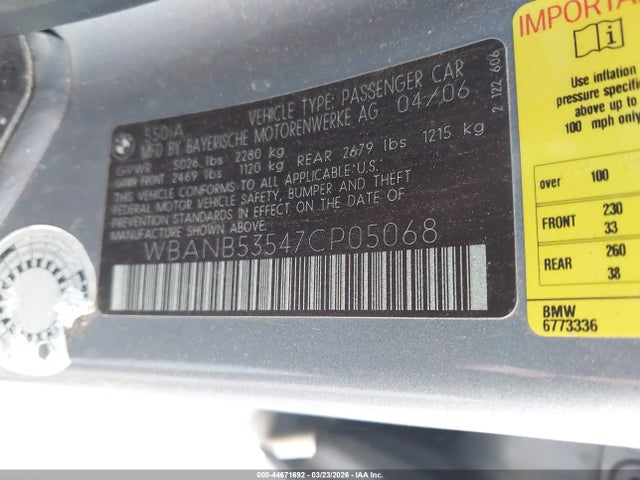 550iA VEHICLE TYPE: PASSENGER CAR
MFD BY BAYERISCHE MOTORENWERKE AG 04/06
GVWR 5026 lbs 2280 kg
GAWR FRONT 2469 lbs 1120 kg REAR 2679 lbs 1215 kg
THIS VEHICLE CONFORMS TO ALL APPLICABLE U.S.
FEDERAL MOTOR VEHICLE SAFETY, BUMPER AND THEFT
PREVENTION STANDARDS IN EFFECT ON THE DATE OF
MANUFACTURE SHOWN ABOVE.
WBANB53547CP05068
2 122 606
IMPORTA
Use inflation
pressure specifi
above up to
100 mph only
over 100
FRONT 230
33
REAR 260
38
BMW
6773336
000-44671692 - 03/23/2026 - IAA Inc.